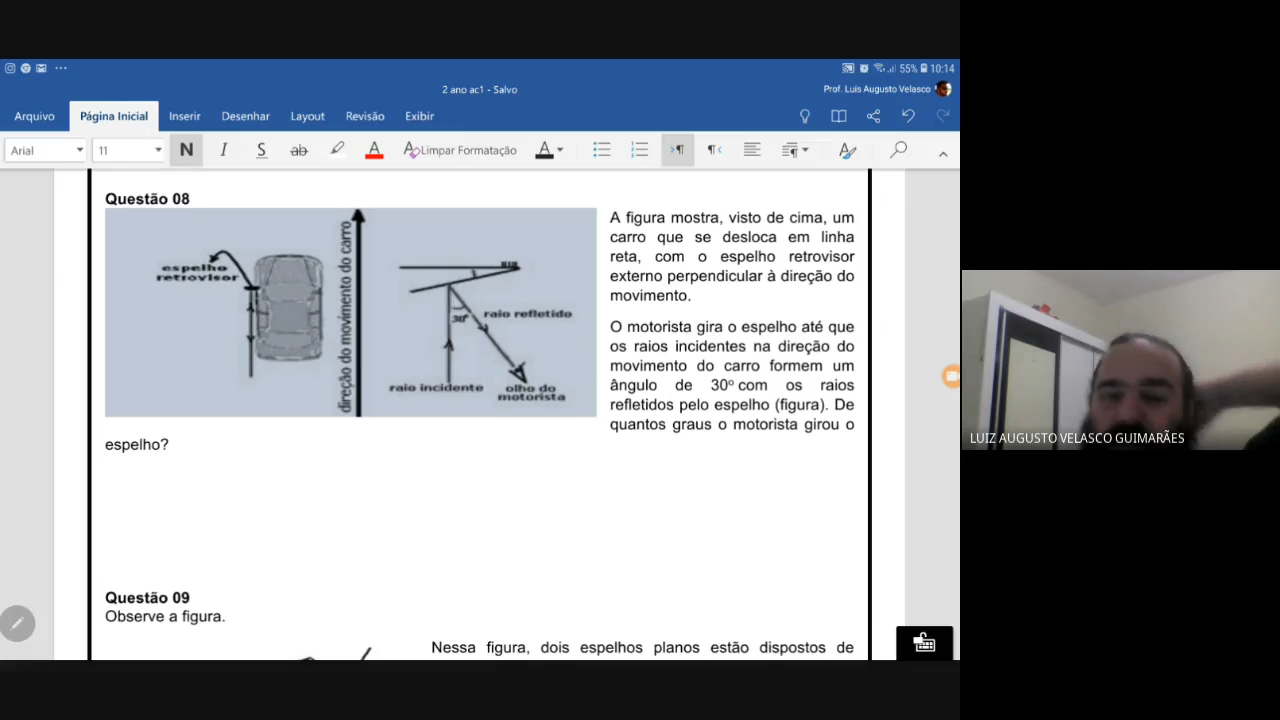 55% 10:14
2 ano ac1 - Salvo
Prof. Luis Augusto Velasco
Arquivo Página Inicial Inserir Desenhar Layout Revisão Exibir
Arial 11 N I S ab A Limpar Formatação A
Questão 08
espelho
retrovisor
direção do movimento do carro
30°
raio refletido
raio incidente
olho do
motorista
A figura mostra, visto de cima, um
carro que se desloca em linha
reta, com o espelho retrovisor
externo perpendicular à direção do
movimento.
O motorista gira o espelho até que
os raios incidentes na direção do
movimento do carro formem um
ângulo de 30º com os raios
refletidos pelo espelho (figura). De
quantos graus o motorista girou o
espelho?
Questão 09
Observe a figura.
Nessa figura, dois espelhos planos estão dispostos de
LUIZ AUGUSTO VELASCO GUIMARÃES